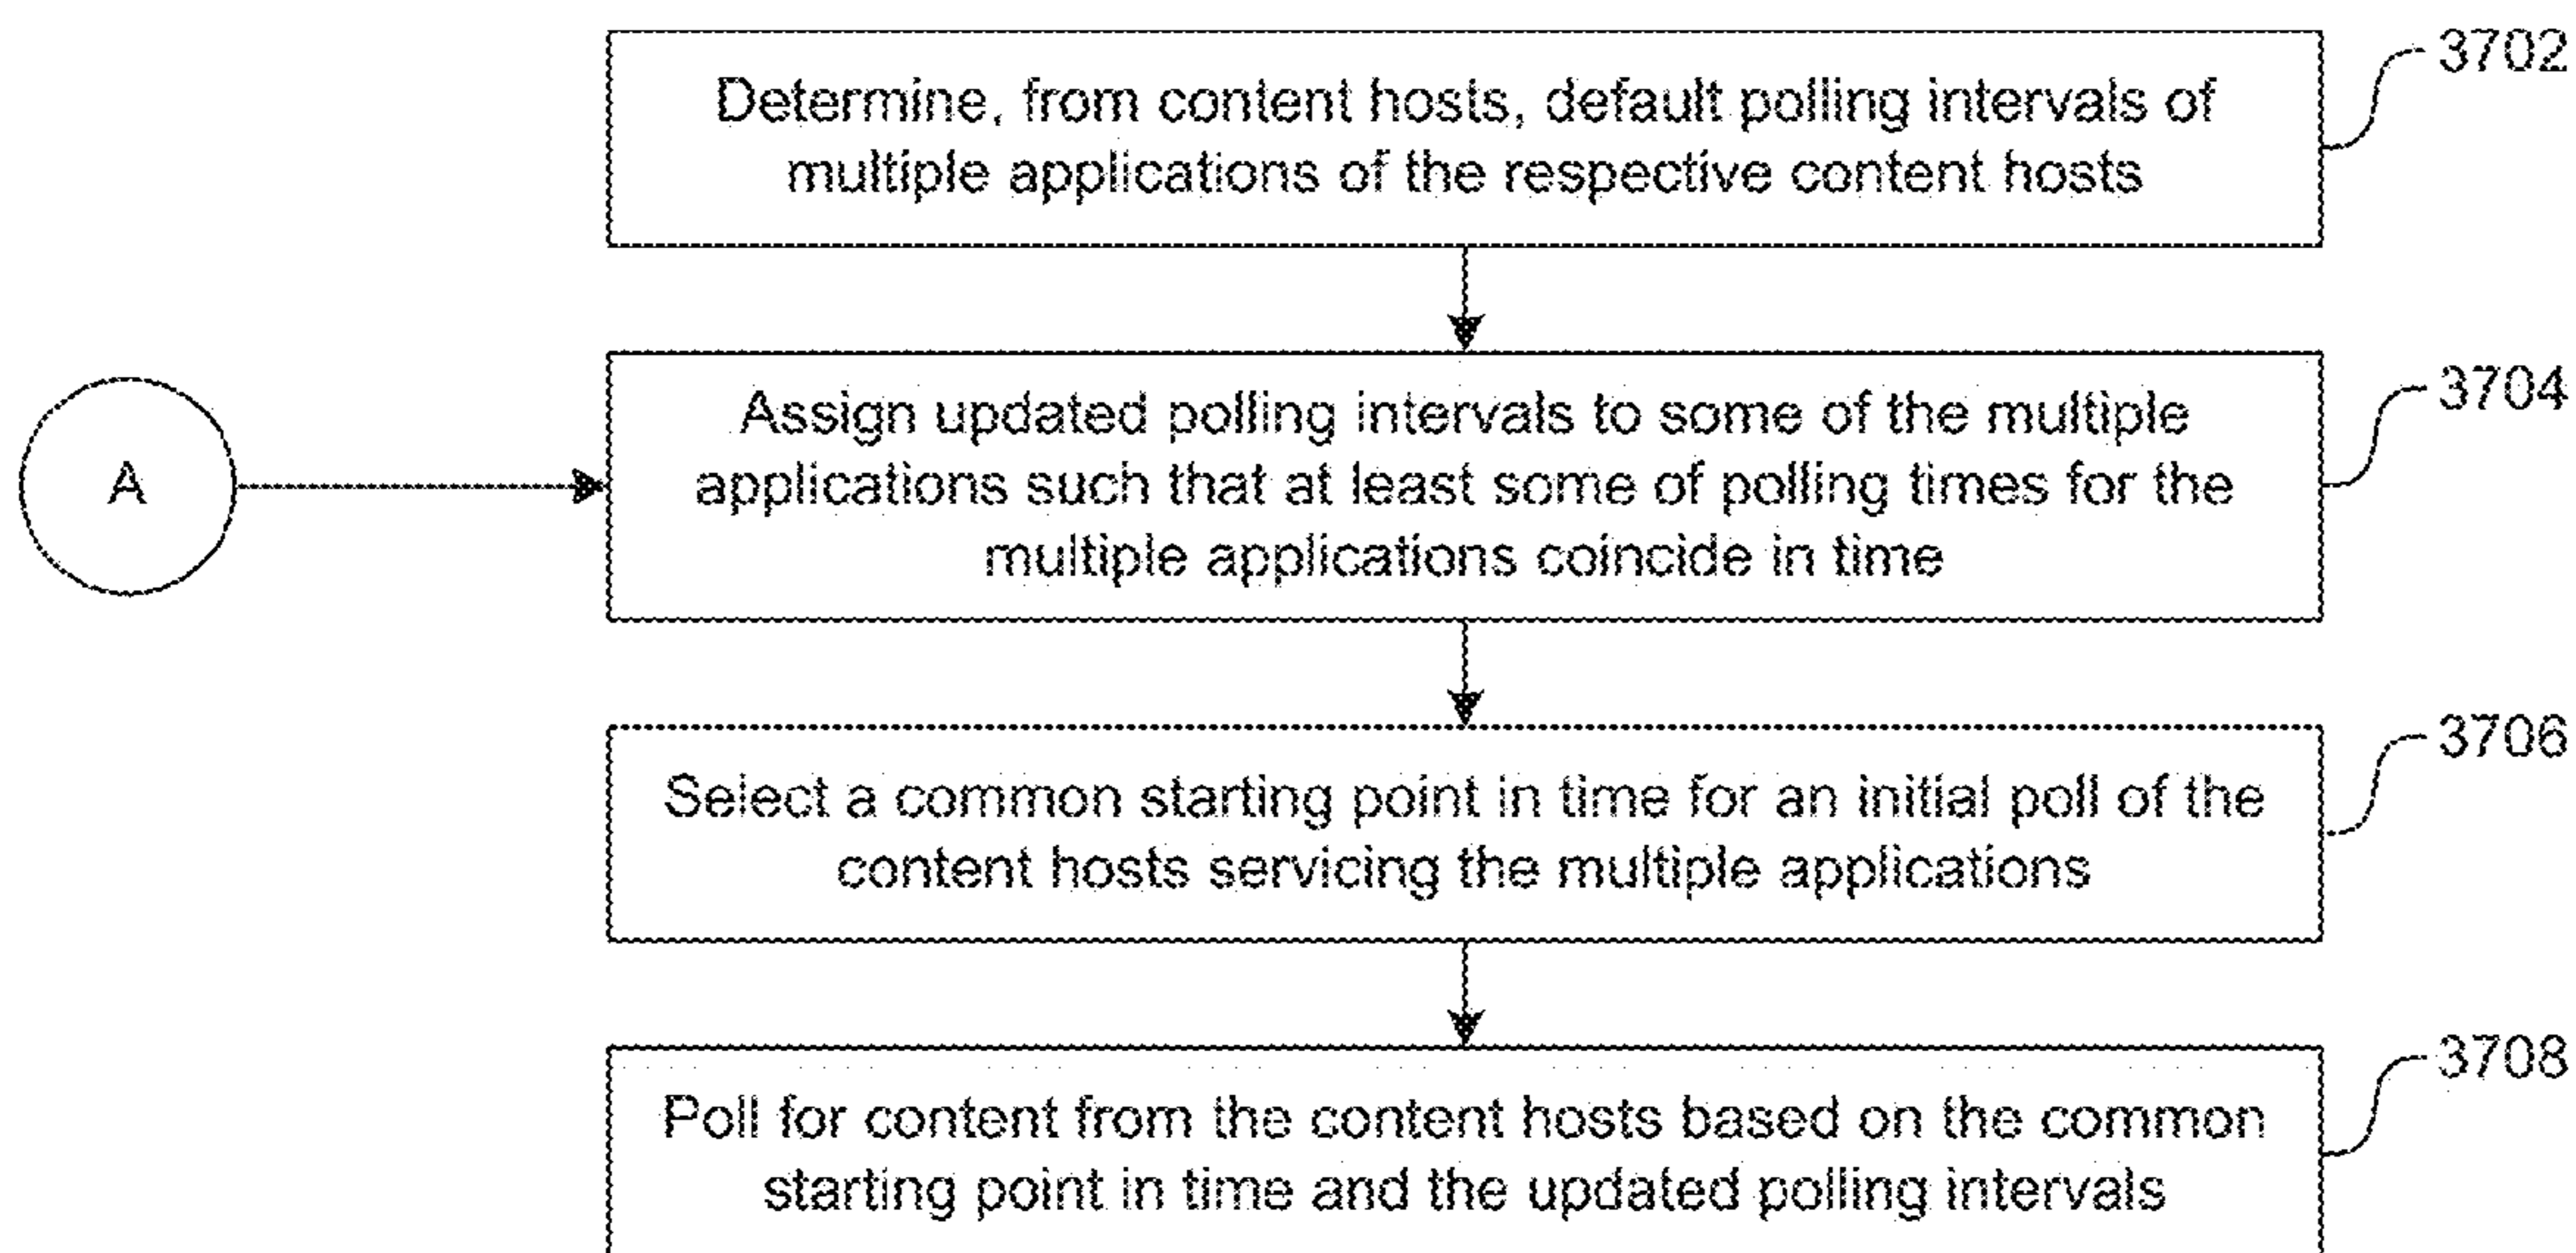 3702
Determine, from content hosts, default polling intervals of
multiple applications of the respective content hosts
3704
Assign updated polling intervals to some of the multiple
applications such that at least some of polling times for the
multiple applications coincide in time
A
3706
Select a common starting point in time for an initial poll of the
content hosts servicing the multiple applications
3708
Poll for content from the content hosts based on the common
starting point in time and the updated polling intervals